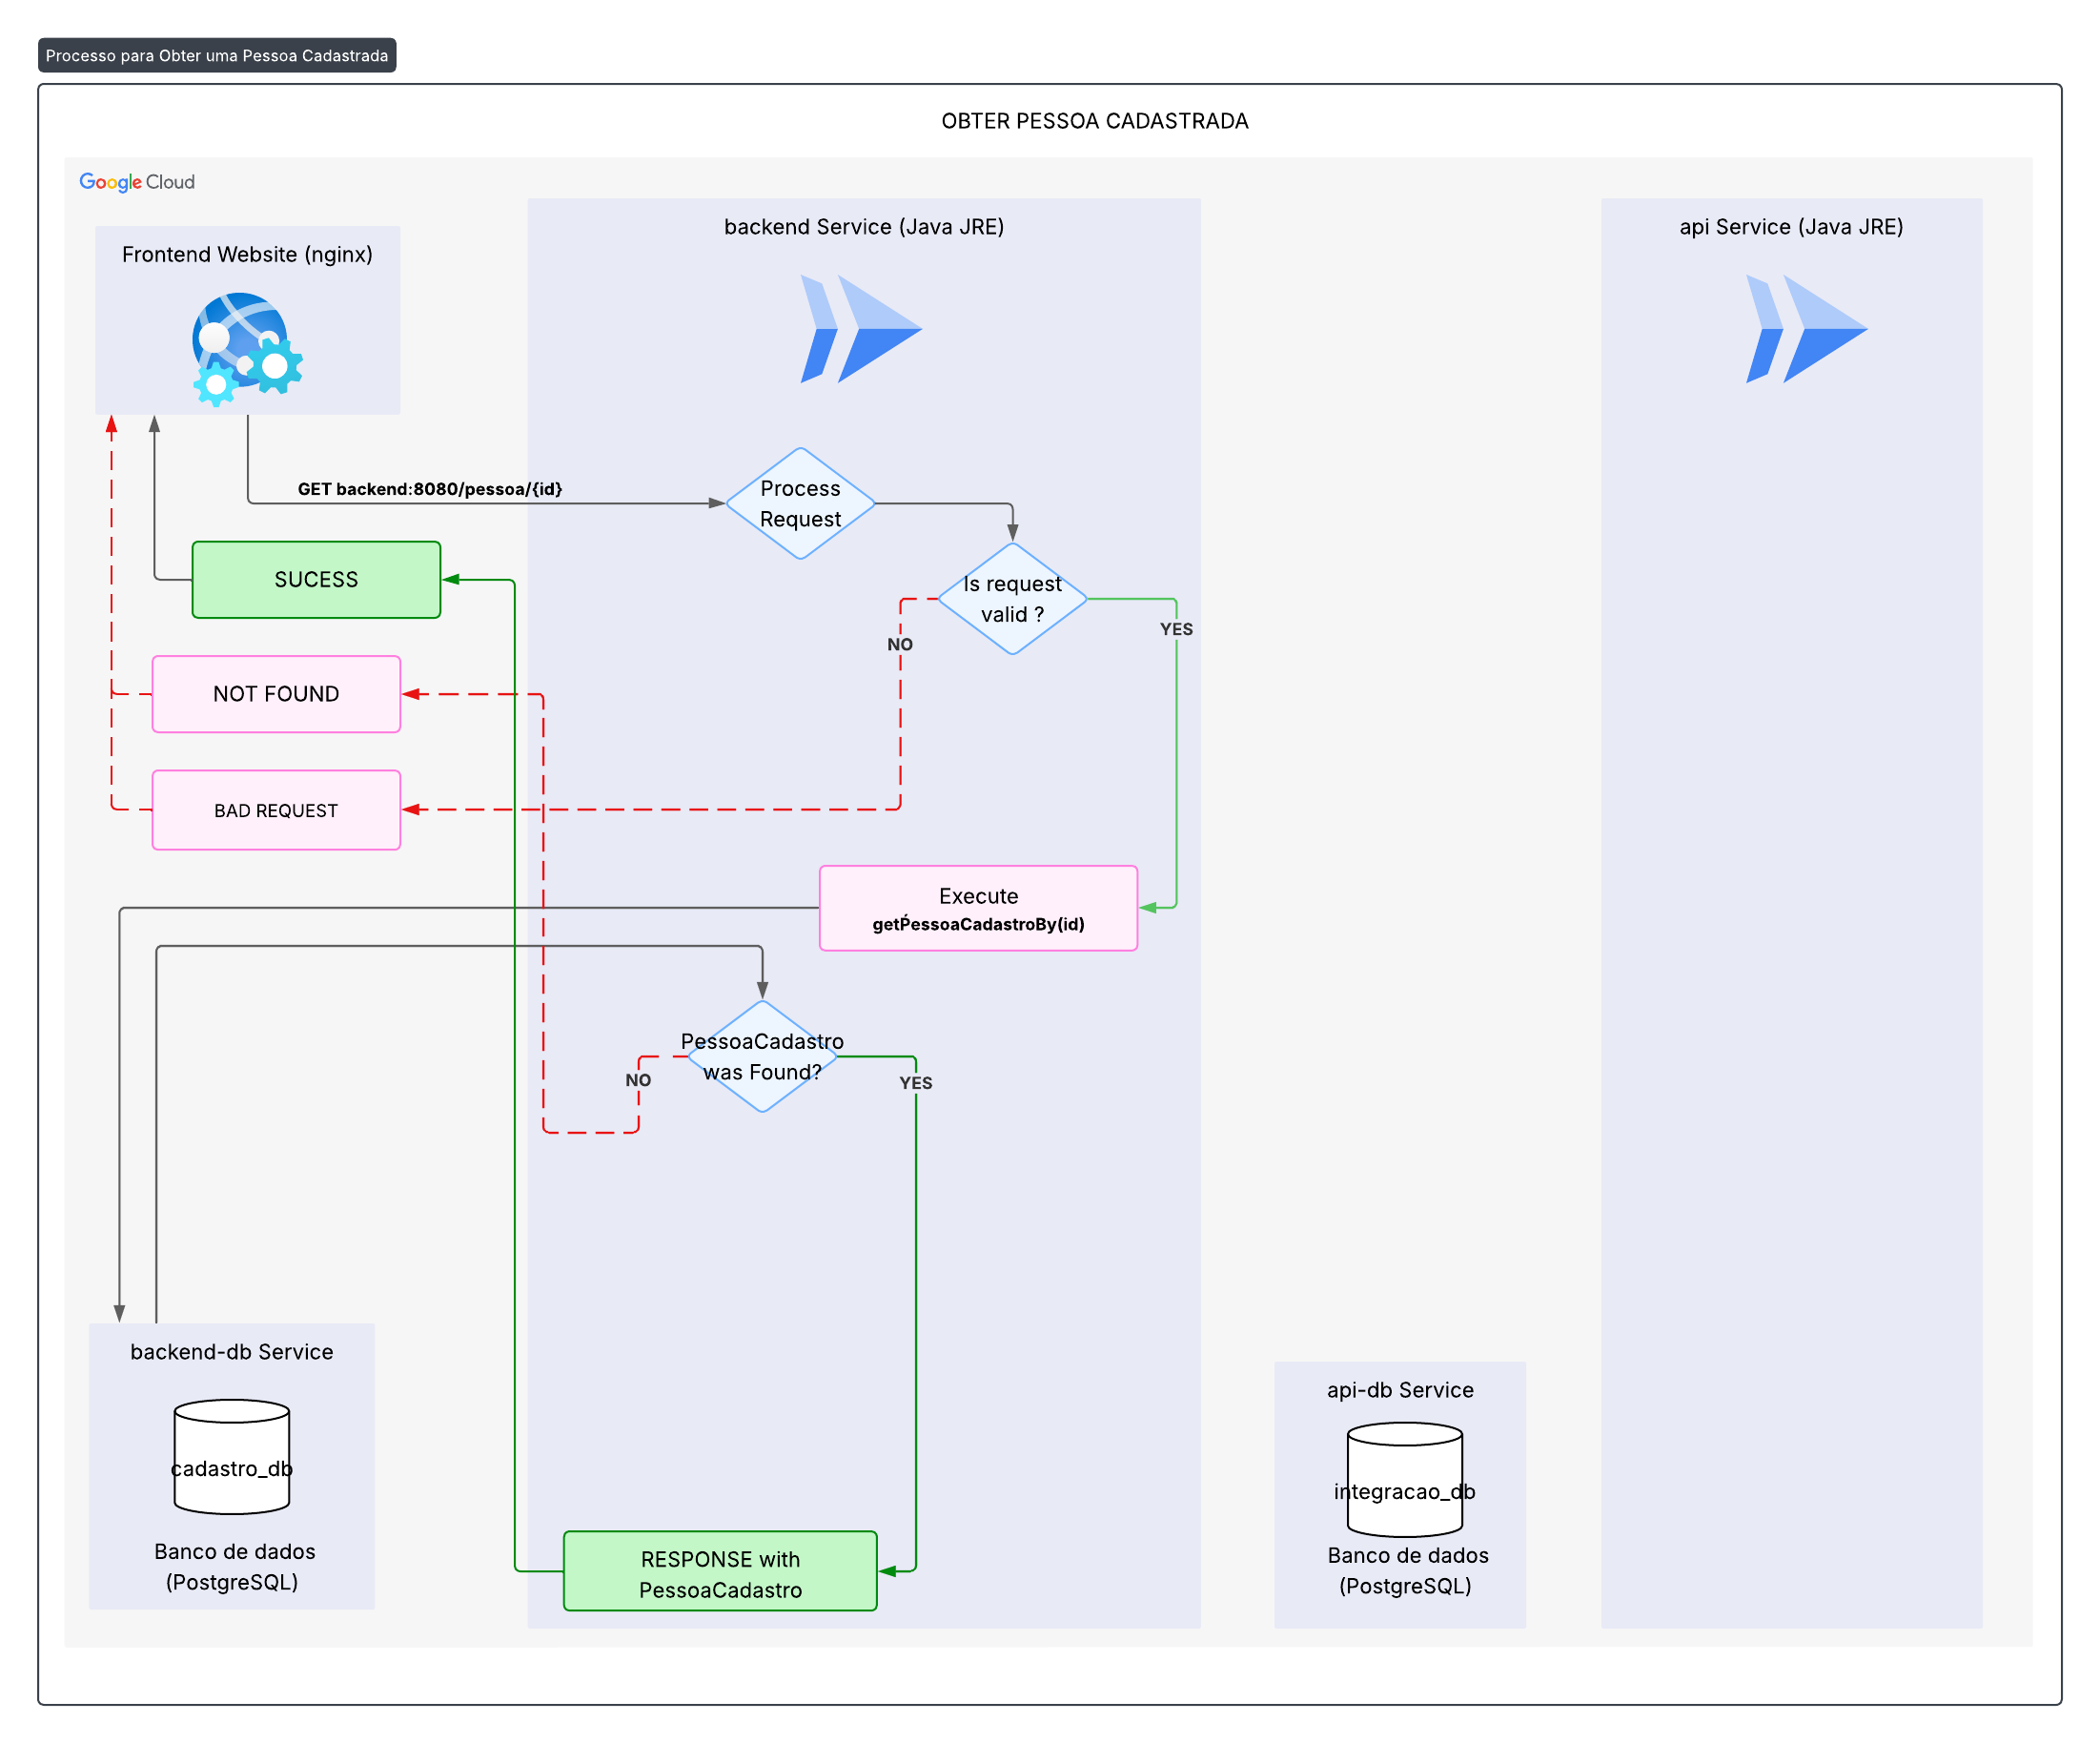 Processo para Obter uma Pessoa Cadastrada
OBTER PESSOA CADASTRADA
Google Cloud
Frontend Website (nginx)
backend Service (Java JRE)
api Service (Java JRE)
GET backend:8080/pessoa/{id}
Process
Request
SUCESS
Is request
valid ?
YES
NO
NOT FOUND
BAD REQUEST
Execute
getṔessoaCadastroBy(id)
PessoaCadastro
was Found?
NO
YES
backend-db Service
cadastro_db
Banco de dados
(PostgreSQL)
RESPONSE with
PessoaCadastro
api-db Service
integracao_db
Banco de dados
(PostgreSQL)